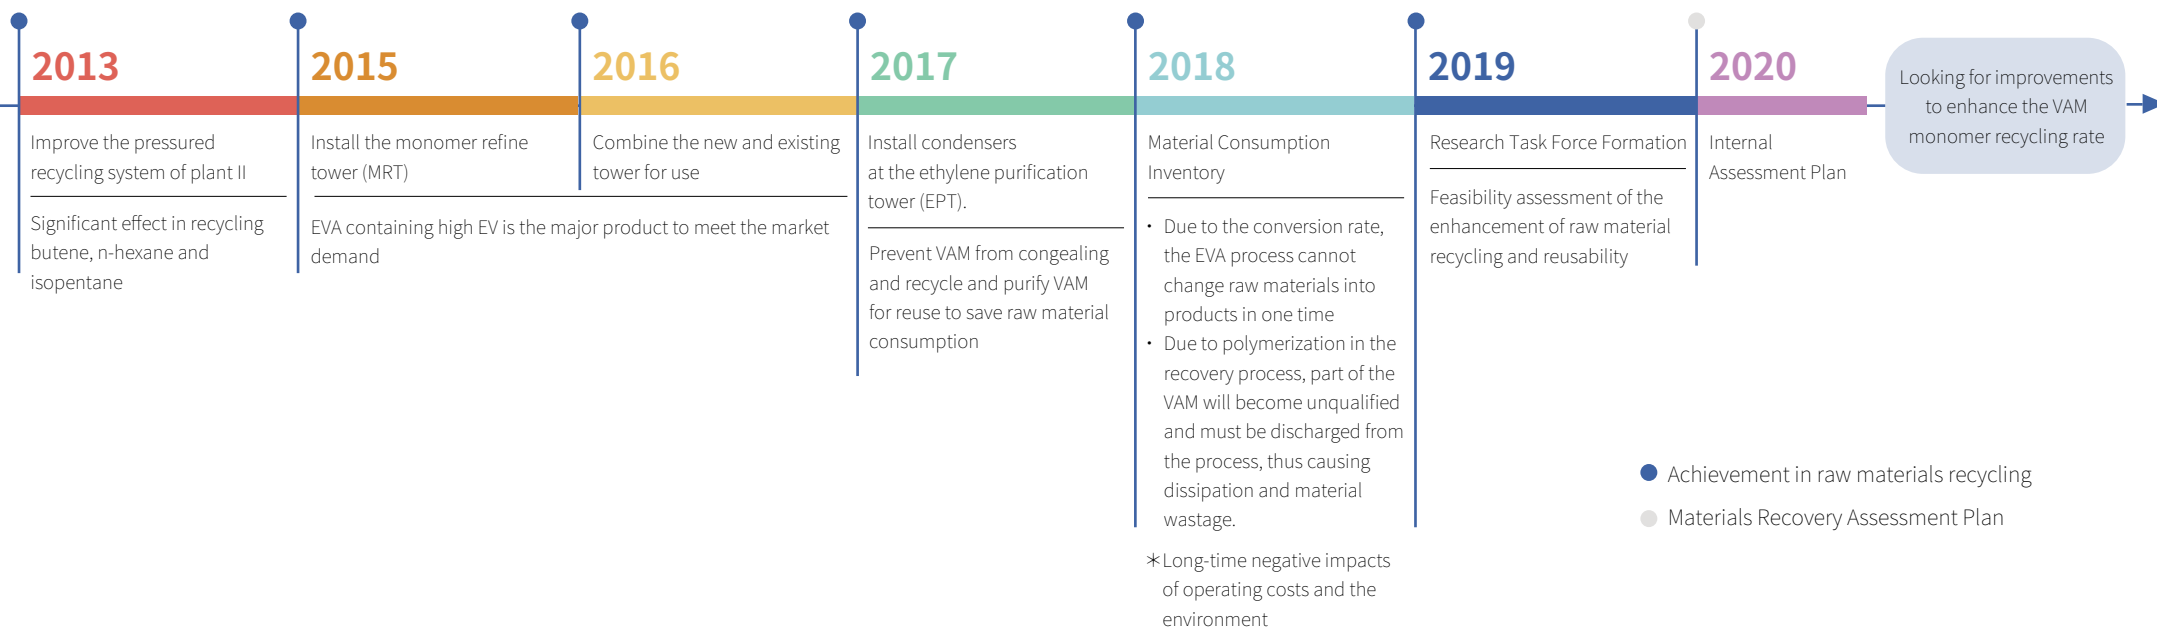 2013
Improve the pressured
recycling system of plant II
Significant effect in recycling
butene, n-hexane and
isopentane
2015
Install the monomer refine
tower (MRT)
2016
Combine the new and existing
tower for use
EVA containing high EV is the major product to meet the market
demand
2017
Install condensers
at the ethylene purification
tower (EPT).
Prevent VAM from congealing
and recycle and purify VAM
for reuse to save raw material
consumption
2018
Material Consumption
Inventory
• Due to the conversion rate,
the EVA process cannot
change raw materials into
products in one time
• Due to polymerization in the
recovery process, part of the
VAM will become unqualified
and must be discharged from
the process, thus causing
dissipation and material
wastage.
＊Long-time negative impacts
of operating costs and the
environment
2019
Research Task Force Formation
Feasibility assessment of the
enhancement of raw material
recycling and reusability
2020
Internal
Assessment Plan
Looking for improvements
to enhance the VAM
monomer recycling rate
Achievement in raw materials recycling
Materials Recovery Assessment Plan